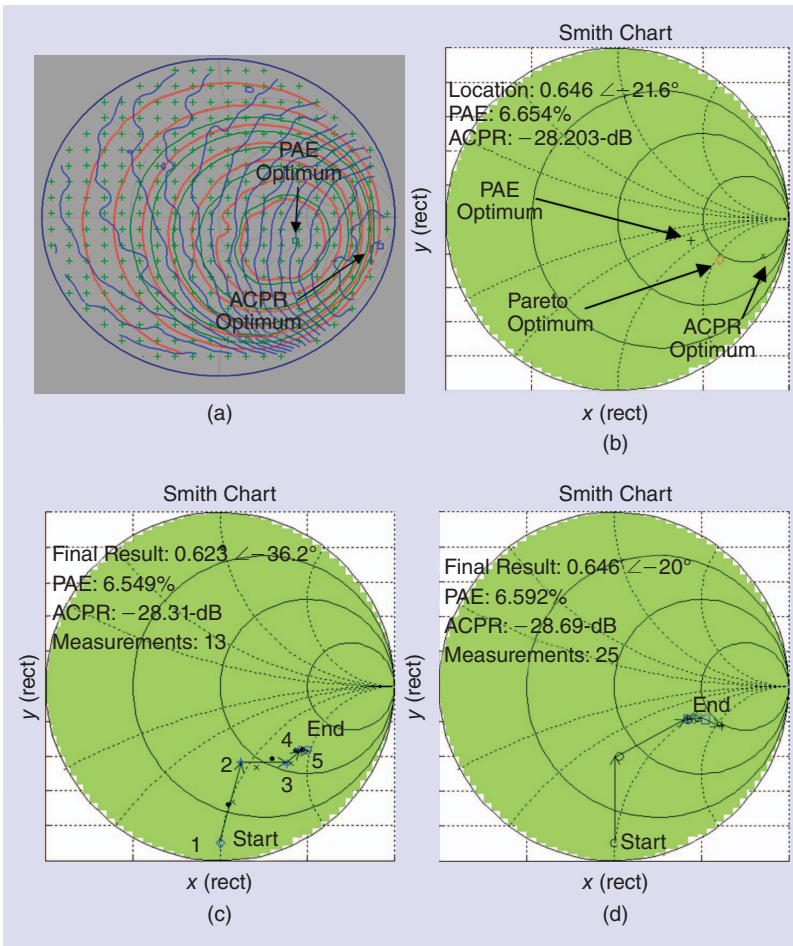 PAE
Optimum
ACPR
Optimum
(a)
Smith Chart
Location: 0.646 ∠−21.6°
PAE: 6.654%
ACPR: −28.203-dB
PAE
Optimum
Pareto
Optimum
ACPR
Optimum
y (rect)
x (rect)
(b)
Smith Chart
Final Result: 0.623 ∠−36.2°
PAE: 6.549%
ACPR: −28.31-dB
Measurements: 13
y (rect)
End
4
5
2
3
1
Start
x (rect)
(c)
Smith Chart
Final Result: 0.646 ∠−20°
PAE: 6.592%
ACPR: −28.69-dB
Measurements: 25
y (rect)
End
Start
x (rect)
(d)